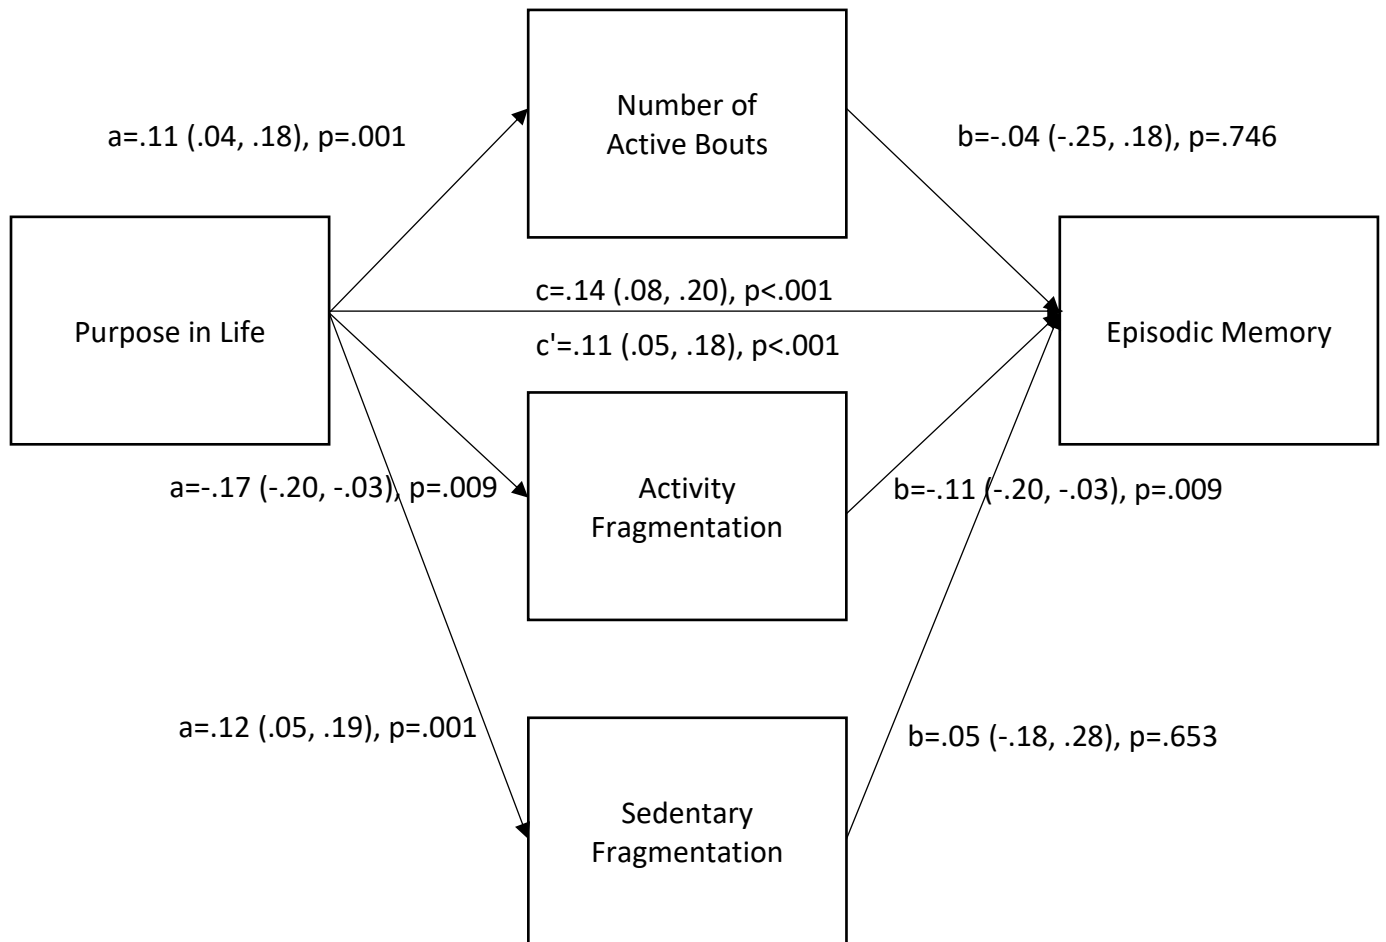 Number of
Active Bouts
a=.11 (.04, .18), p=.001
b=-.04 (-.25, .18), p=.746
Purpose in Life
c=.14 (.08, .20), p<.001
c'=.11 (.05, .18), p<.001
Episodic Memory
a=-.17 (-.20, -.03), p=.009
Activity
Fragmentation
b=-.11 (-.20, -.03), p=.009
a=.12 (.05, .19), p=.001
b=.05 (-.18, .28), p=.653
Sedentary
Fragmentation